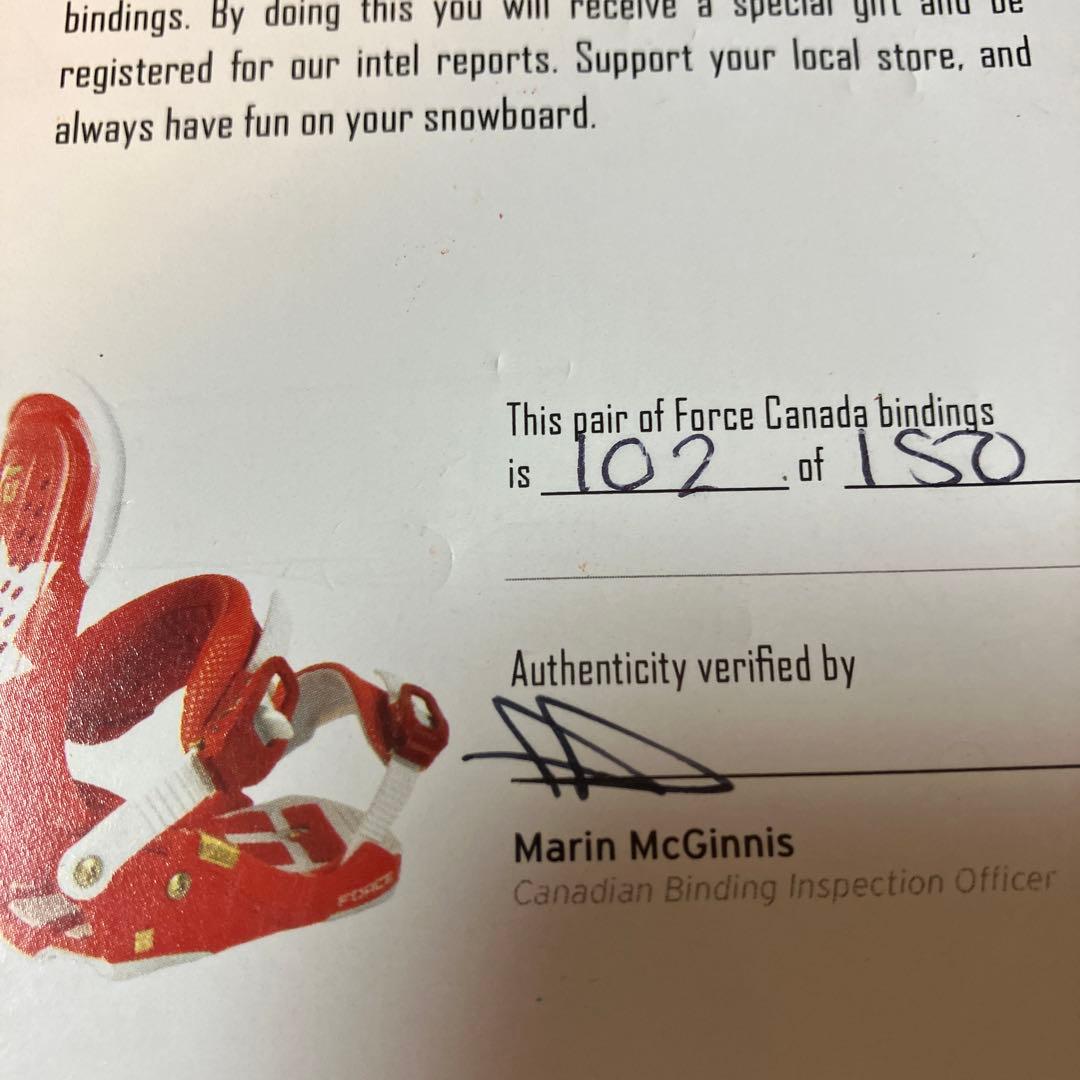 bindings. By doing this you will receive a special gift and be
registered for our intel reports. Support your local store, and
always have fun on your snowboard.
This pair of Force Canada bindings
is 102 of 150
Authenticity verified by
Marin McGinnis
Canadian Binding Inspection Officer
FORCE